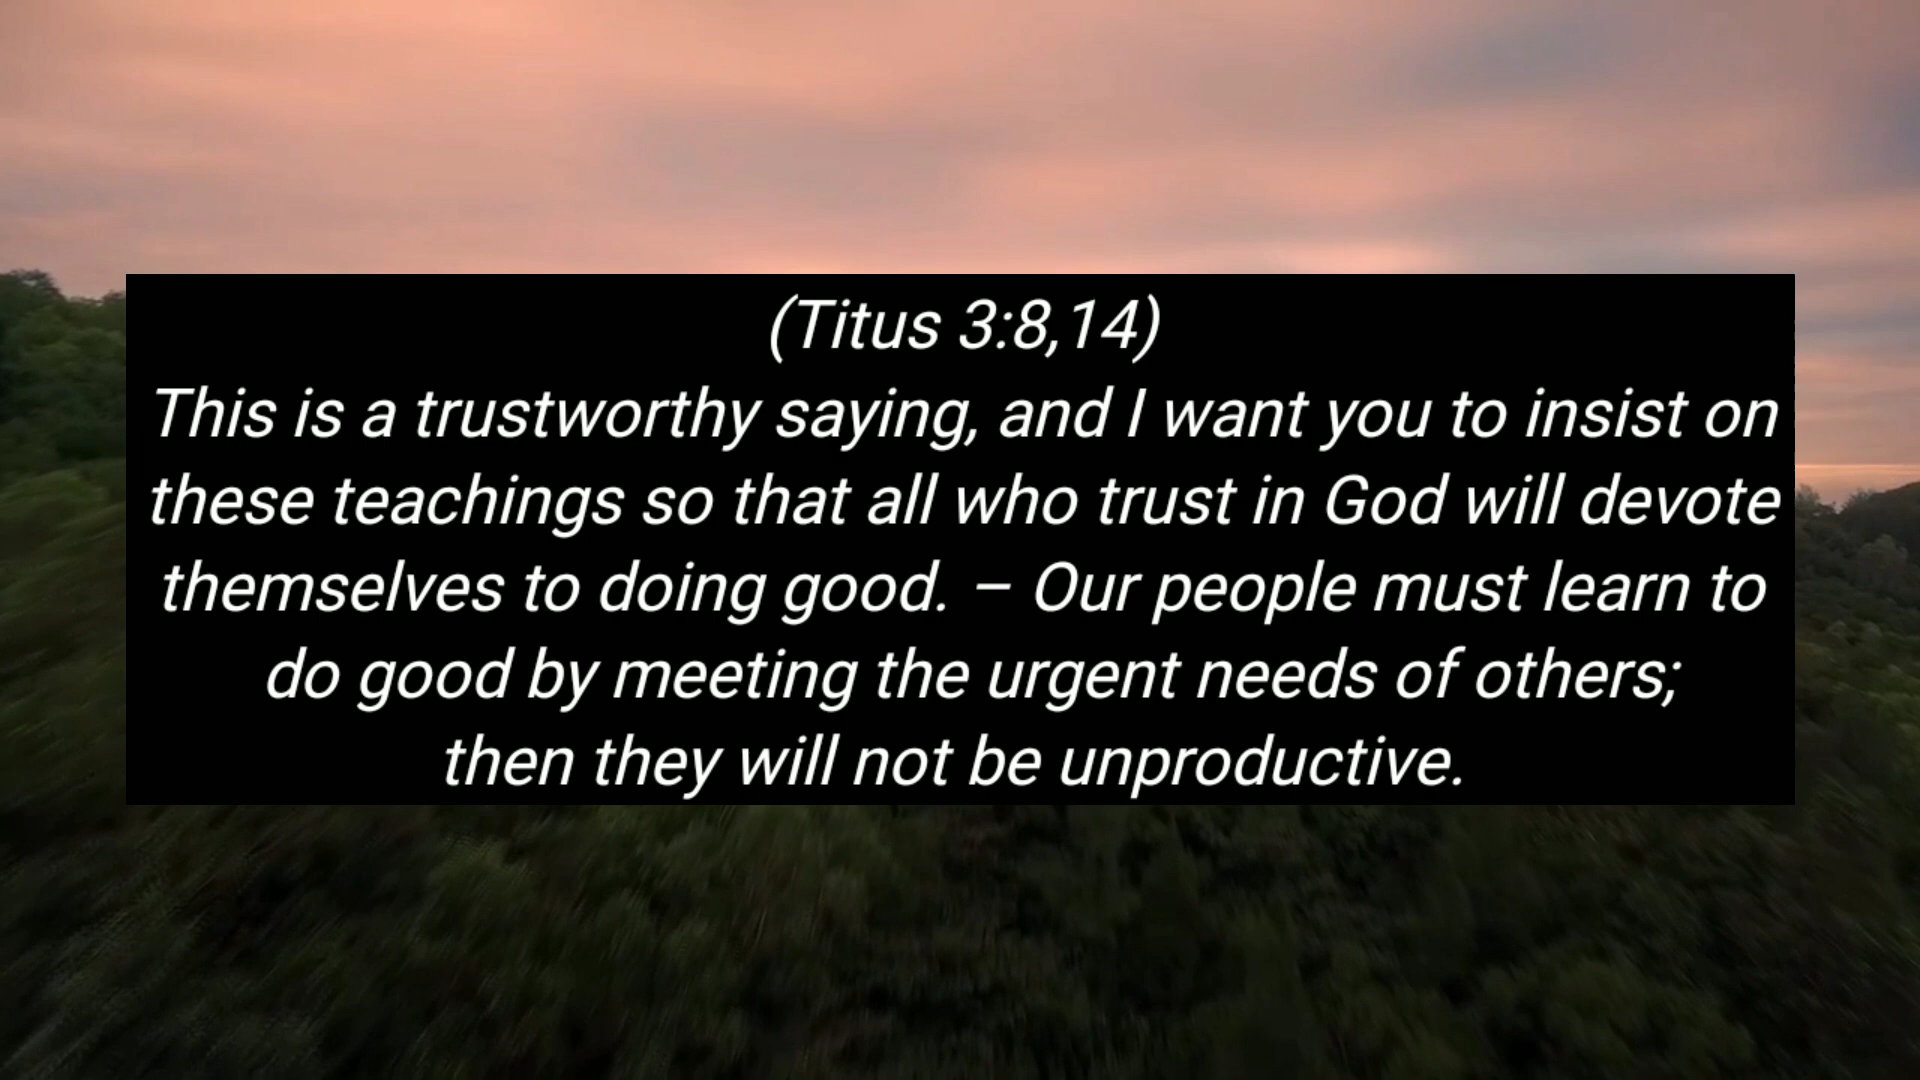 (Titus 3:8,14)
This is a trustworthy saying, and I want you to insist on
these teachings so that all who trust in God will devote
themselves to doing good. – Our people must learn to
do good by meeting the urgent needs of others;
then they will not be unproductive.